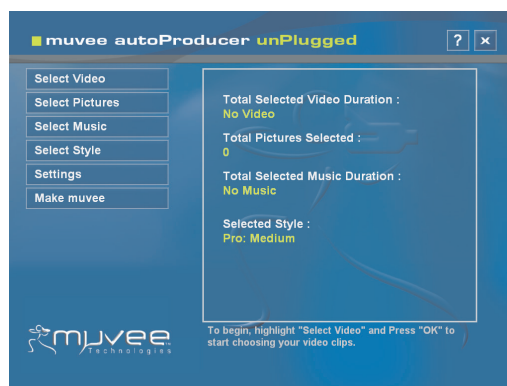 muvee autoProducer unPlugged
? ×
Select Video
Select Pictures
Select Music
Select Style
Settings
Make muvee
Total Selected Video Duration :
No Video
Total Pictures Selected :
0
Total Selected Music Duration :
No Music
Selected Style :
Pro: Medium
muvee
Technologies
To begin, highlight "Select Video" and Press "OK" to
start choosing your video clips.